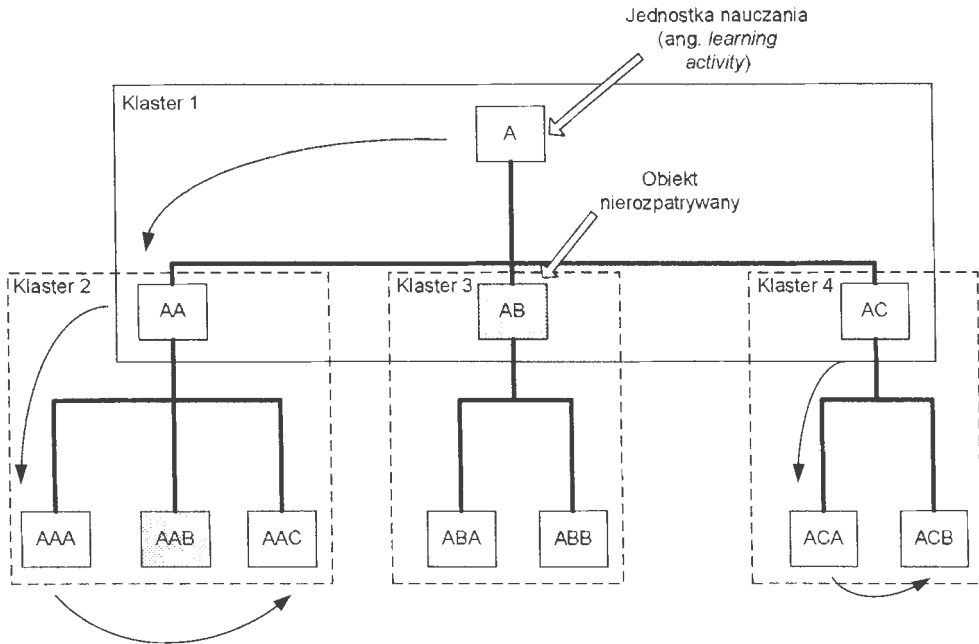 Jednostka nauczania
(ang. learning
activity)
Klaster 1
A
Obiekt
nierozpatrywany
Klaster 2
Klaster 3
Klaster 4
AA
AB
AC
AAA
AAB
AAC
ABA
ABB
ACA
ACB